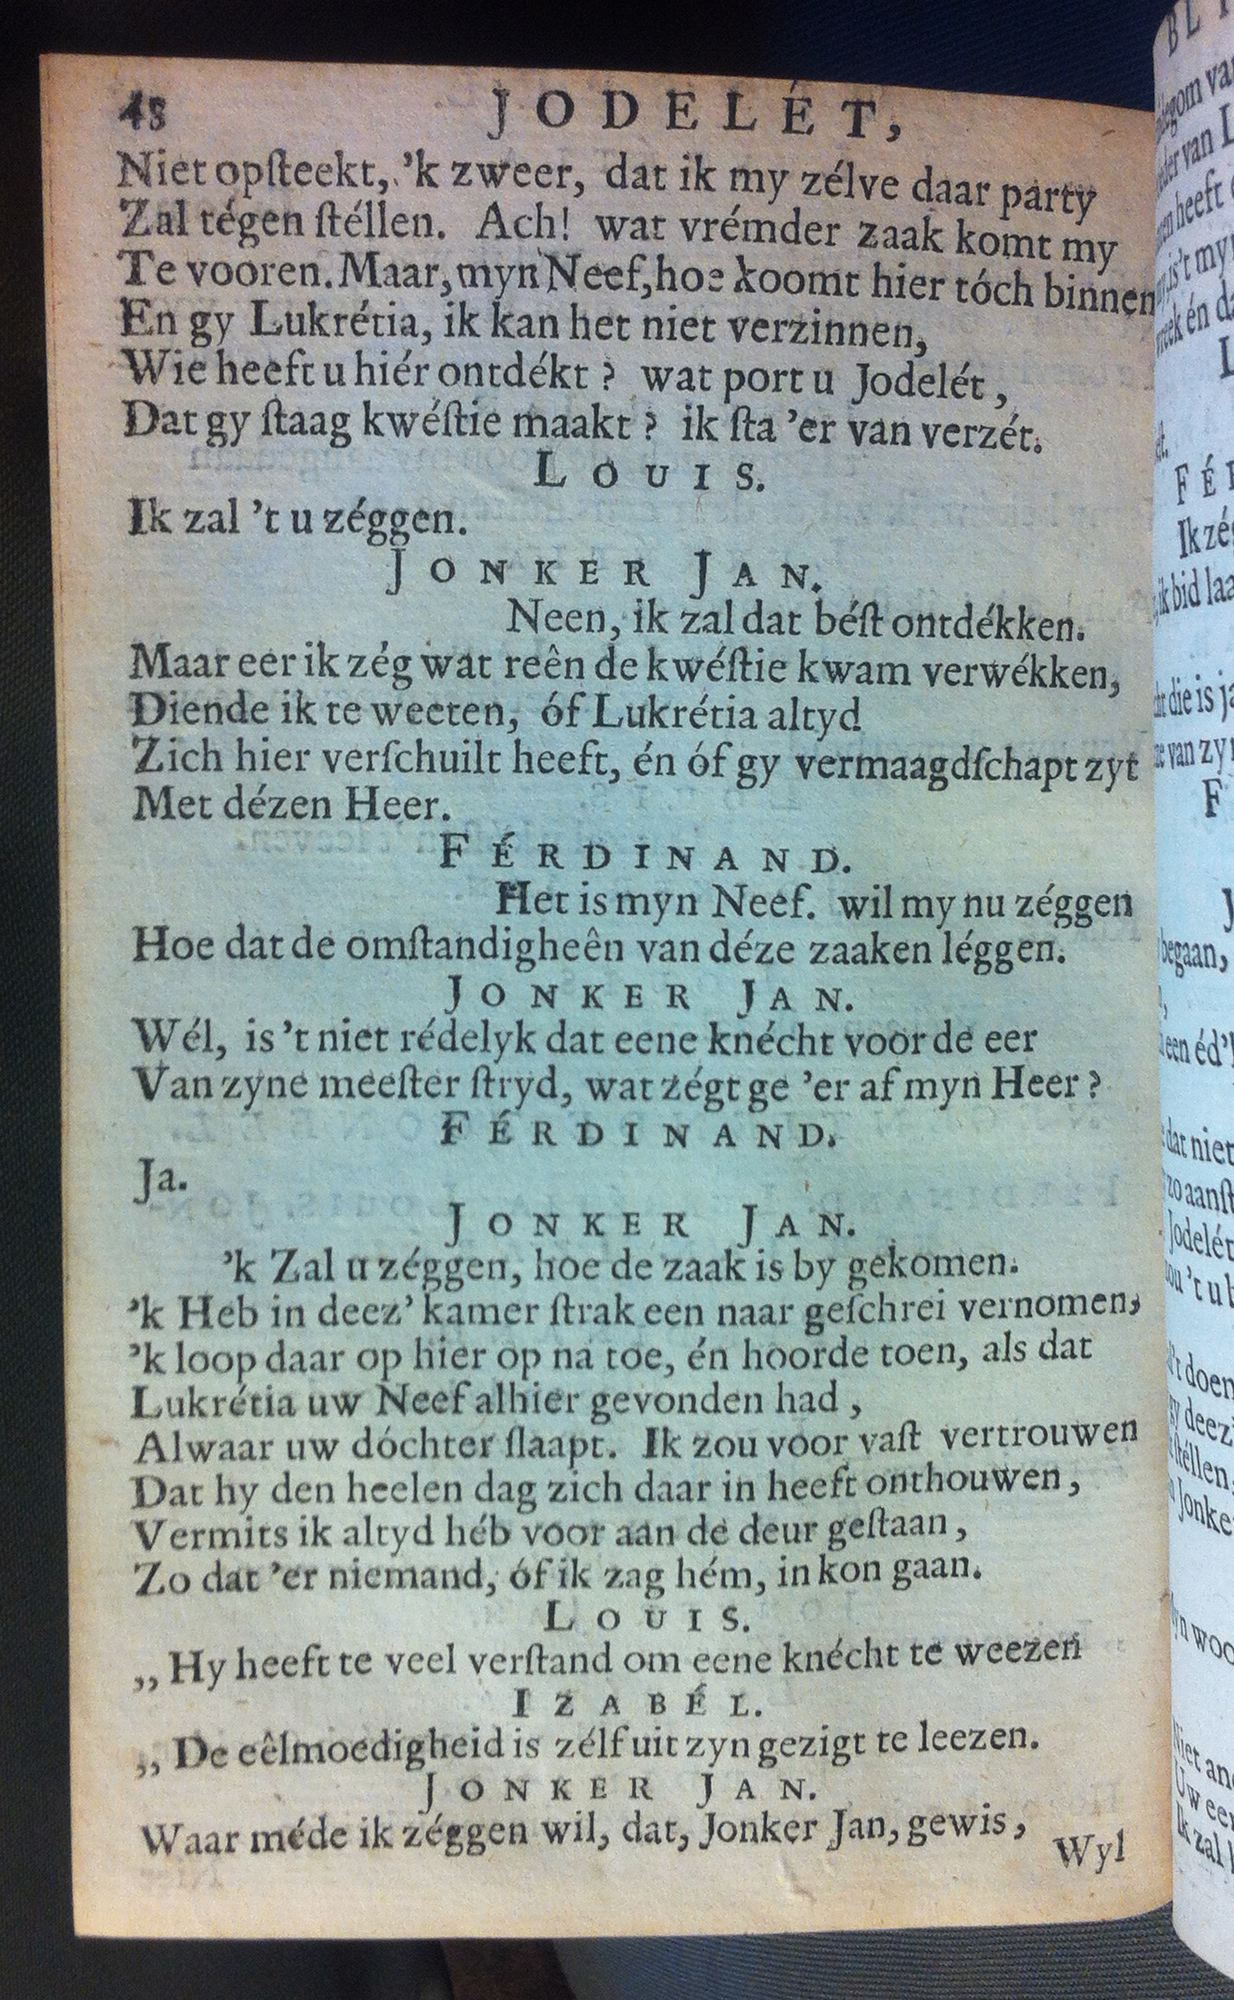 48 JODELÉT,
Niet opſteekt, 'k zweer, dat ik my zélve daar party
Zal tégen ſtéllen. Ach! wat vrémder zaak komt my
Te vooren. Maar, myn Neef, hoe koomt hier tóch binnen
En gy Lukrétia, ik kan het niet verzinnen,
Wie heeft u hiér ontdékt? wat port u Jodelét,
Dat gy ſtaag kwéſtie maakt? ik ſta 'er van verzét.
LOUIS.
Ik zal 't u zéggen.
JONKER JAN.
Neen, ik zal dat béſt ontdékken.
Maar eer ik zég wat reên de kwéſtie kwam verwékken,
Diende ik te weeten, óf Lukrétia altyd
Zich hier verſchuilt heeft, én óf gy vermaagdſchapt zyt
Met dézen Heer.
FÉRDINAND.
Het is myn Neef. wil my nu zéggen
Hoe dat de omſtandigheên van déze zaaken léggen.
JONKER JAN.
Wél, is 't niet rédelyk dat eene knécht voor de eer
Van zyne meeſter ſtryd, wat zégt ge 'er af myn Heer?
FÉRDINAND.
Ja.
JONKER JAN.
'k Zal u zéggen, hoe de zaak is by gekomen.
'k Heb in deez' kamer ſtrak een naar geſchrei vernomen,
'k loop daar op hier op na toe, én hoorde toen, als dat
Lukrétia uw Neef alhier gevonden had,
Alwaar uw dóchter ſlaapt. Ik zou voor vaſt vertrouwen
Dat hy den heelen dag zich daar in heeft onthouwen,
Vermits ik altyd héb voor aan de deur geſtaan,
Zo dat 'er niemand, óf ik zag hém, in kon gaan.
LOUIS.
,, Hy heeft te veel verſtand om eene knécht te weezen
IZABÉL.
,, De eêlmoedigheid is zélf uit zyn gezigt te leezen.
JONKER JAN.
Waar méde ik zéggen wil, dat, Jonker Jan, gewis,
Wyl